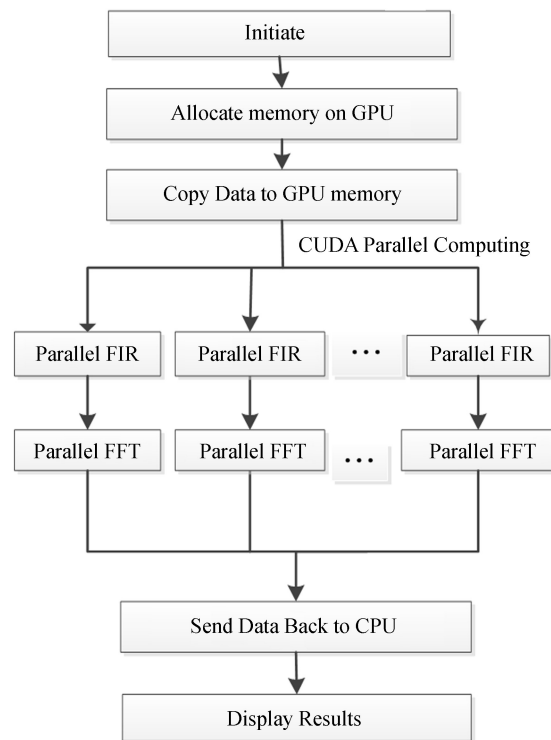 Initiate
Allocate memory on GPU
Copy Data to GPU memory
CUDA Parallel Computing
Parallel FIR
Parallel FIR
...
Parallel FIR
Parallel FFT
Parallel FFT
...
Parallel FFT
Send Data Back to CPU
Display Results